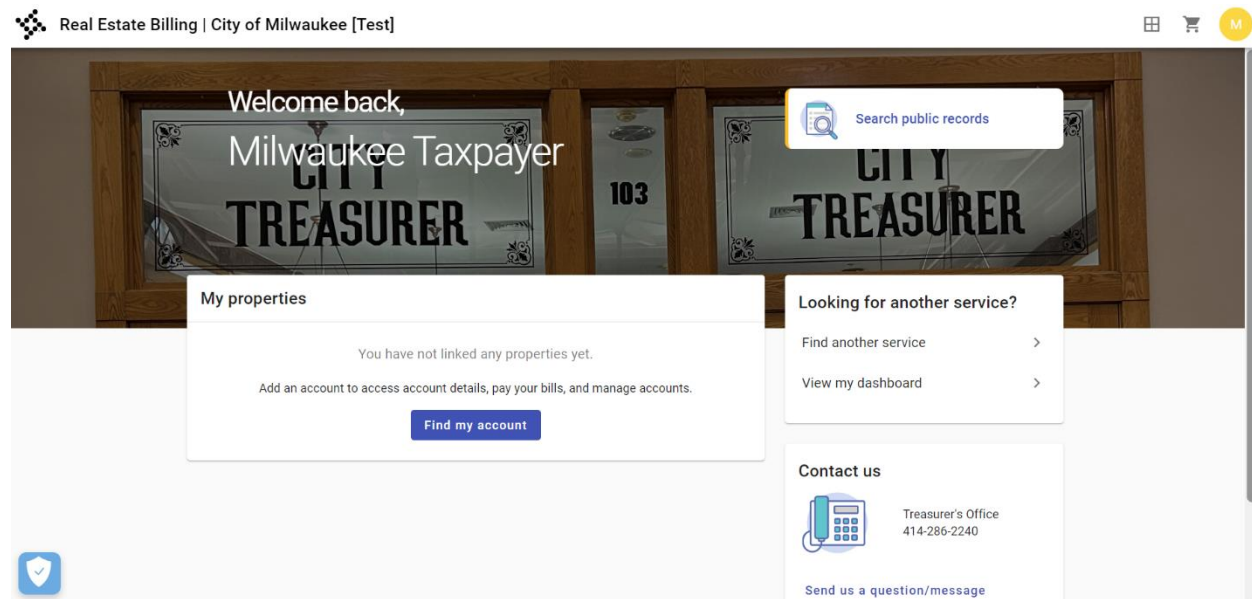 Real Estate Billing | City of Milwaukee [Test]
M
Welcome back,
Milwaukee Taxpayer
CITY
TREASURER
103
CITY
TREASURER
Search public records
My properties
You have not linked any properties yet.
Add an account to access account details, pay your bills, and manage accounts.
Find my account
Looking for another service?
Find another service
View my dashboard
Contact us
Treasurer's Office
414-286-2240
Send us a question/message